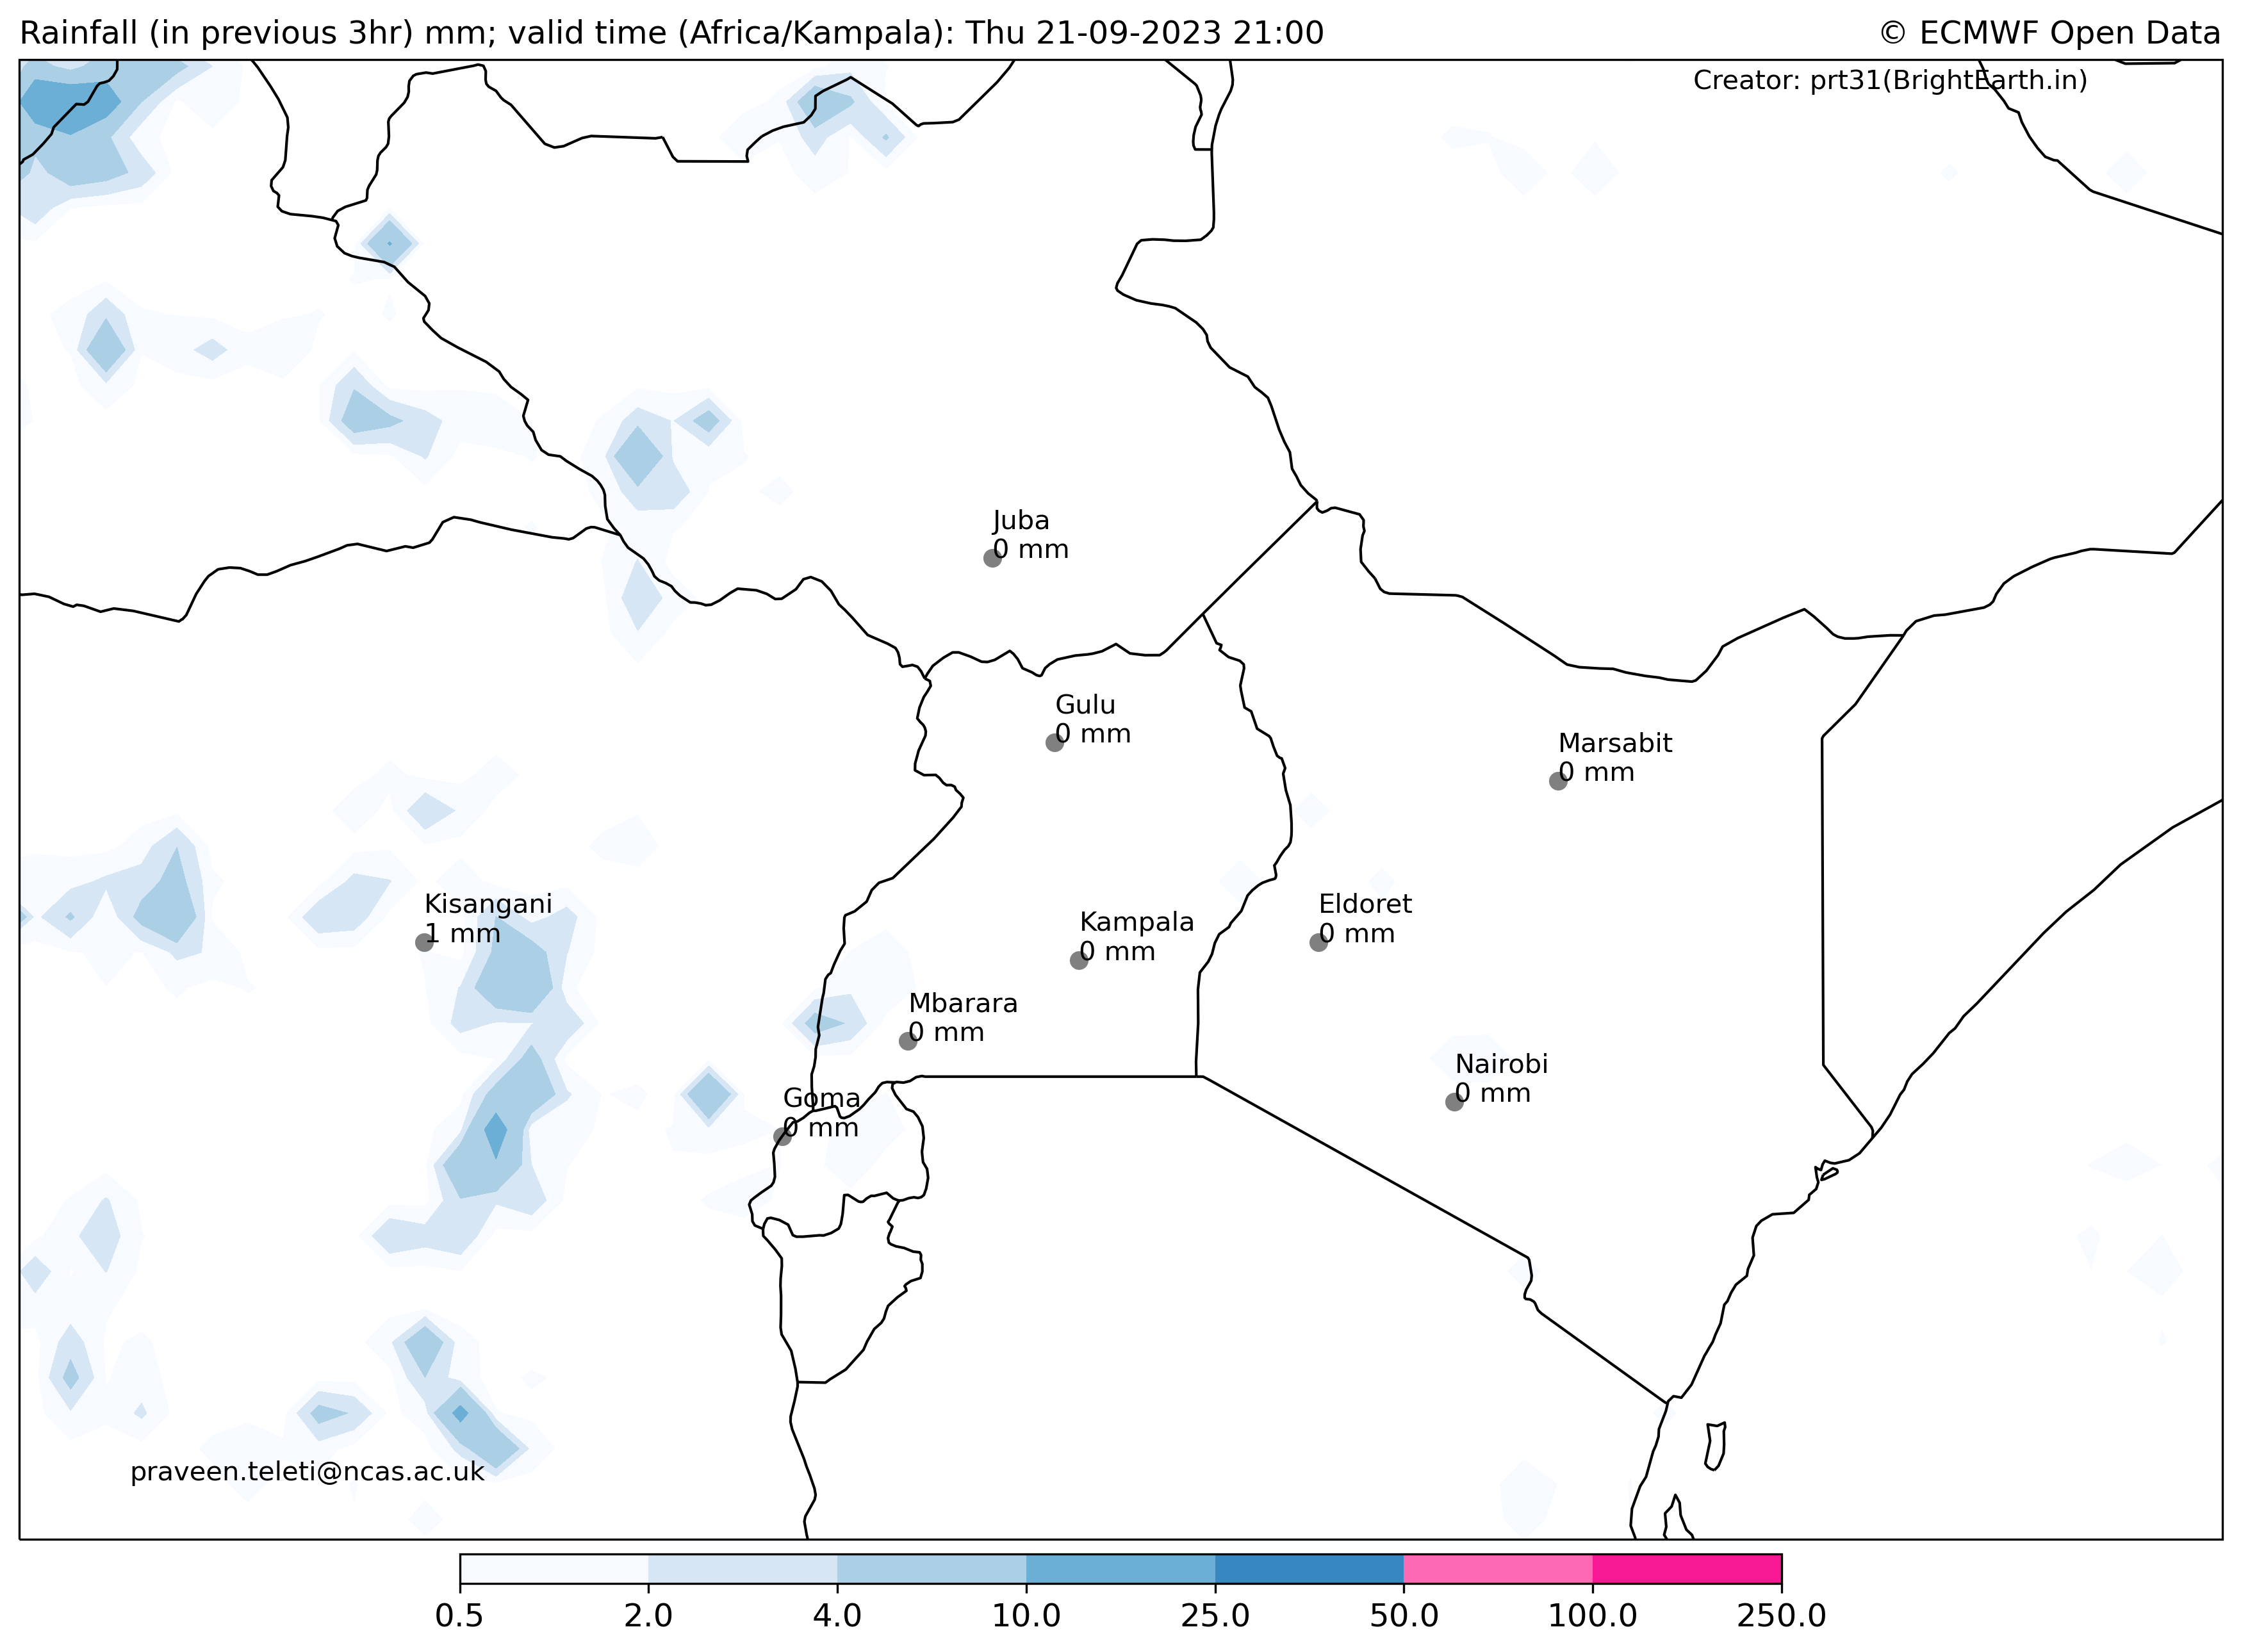 Rainfall (in previous 3hr) mm; valid time (Africa/Kampala): Thu 21-09-2023 21:00
© ECMWF Open Data
Creator: prt31(BrightEarth.in)
Juba
0 mm
Gulu
0 mm
Marsabit
0 mm
Kisangani
1 mm
Eldoret
0 mm
Kampala
0 mm
Mbarara
0 mm
Nairobi
0 mm
Goma
0 mm
praveen.teleti@ncas.ac.uk
0.5 2.0 4.0 10.0 25.0 50.0 100.0 250.0